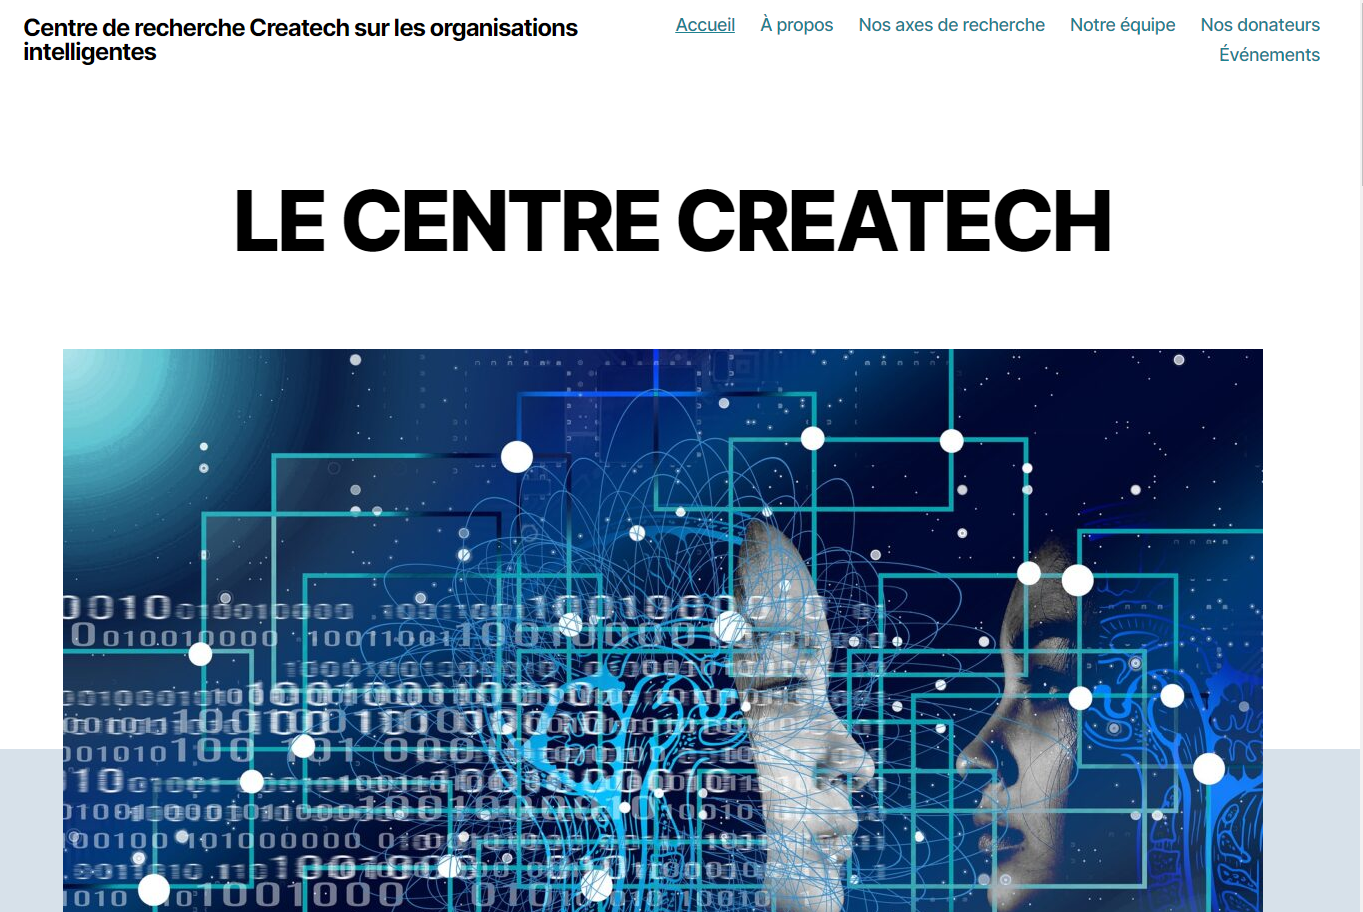 Centre de recherche Createch sur les organisations
intelligentes
Accueil À propos Nos axes de recherche Notre équipe Nos donateurs
Événements
LE CENTRE CREATECH